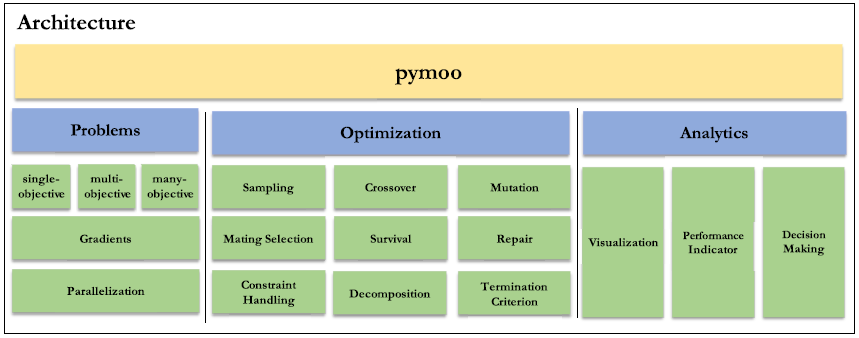 Architecture
pymoo
Problems
Optimization
Analytics
single-
objective
multi-
objective
many-
objective
Gradients
Parallelization
Sampling
Crossover
Mutation
Mating Selection
Survival
Repair
Constraint
Handling
Decomposition
Termination
Criterion
Visualization
Performance
Indicator
Decision
Making